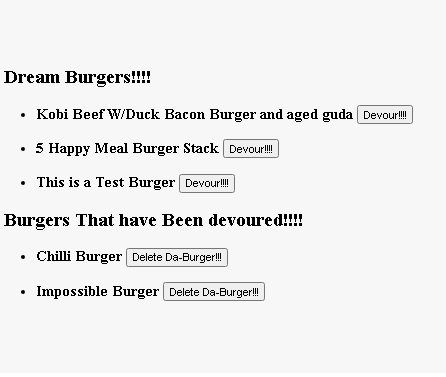 Dream Burgers!!!!
Kobi Beef W/Duck Bacon Burger and aged guda Devour!!!!
5 Happy Meal Burger Stack Devour!!!!
This is a Test Burger Devour!!!!
Burgers That have Been devoured!!!!
Chilli Burger Delete Da-Burger!!!
Impossible Burger Delete Da-Burger!!!